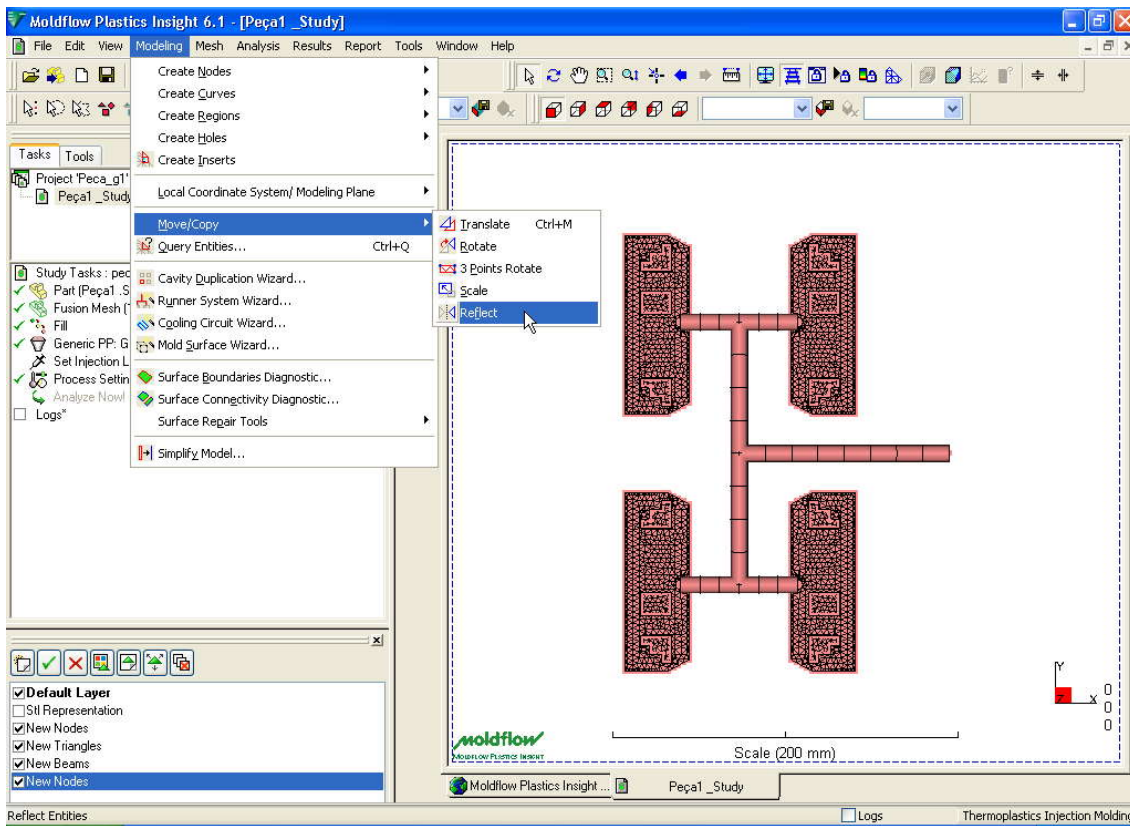 Moldflow Plastics Insight 6.1 - [Peça1 _Study]
File Edit View Modeling Mesh Analysis Results Report Tools Window Help
Create Nodes
Create Curves
Create Regions
Create Holes
Create Inserts
Local Coordinate System/ Modeling Plane
Move/Copy
Query Entities... Ctrl+Q
Cavity Duplication Wizard...
Runner System Wizard...
Cooling Circuit Wizard...
Mold Surface Wizard...
Surface Boundaries Diagnostic...
Surface Connectivity Diagnostic...
Surface Repair Tools
Simplify Model...
Translate Ctrl+M
Rotate
3 Points Rotate
Scale
Reflect
Tasks Tools
Project 'Peca_g1'
Peça1 _Study
Study Tasks : pec
Part (Peça1 .S
Fusion Mesh (
Fill
Generic PP: G
Set Injection L
Process Settin
Analyze Now!
Logs*
Default Layer
Stl Representation
New Nodes
New Triangles
New Beams
New Nodes
Y
Z X
0
0
0
moldflow
MOLDFLOW PLASTICS INSIGHT
Scale (200 mm)
Moldflow Plastics Insight ... Peça1 _Study
Reflect Entities Logs Thermoplastics Injection Molding